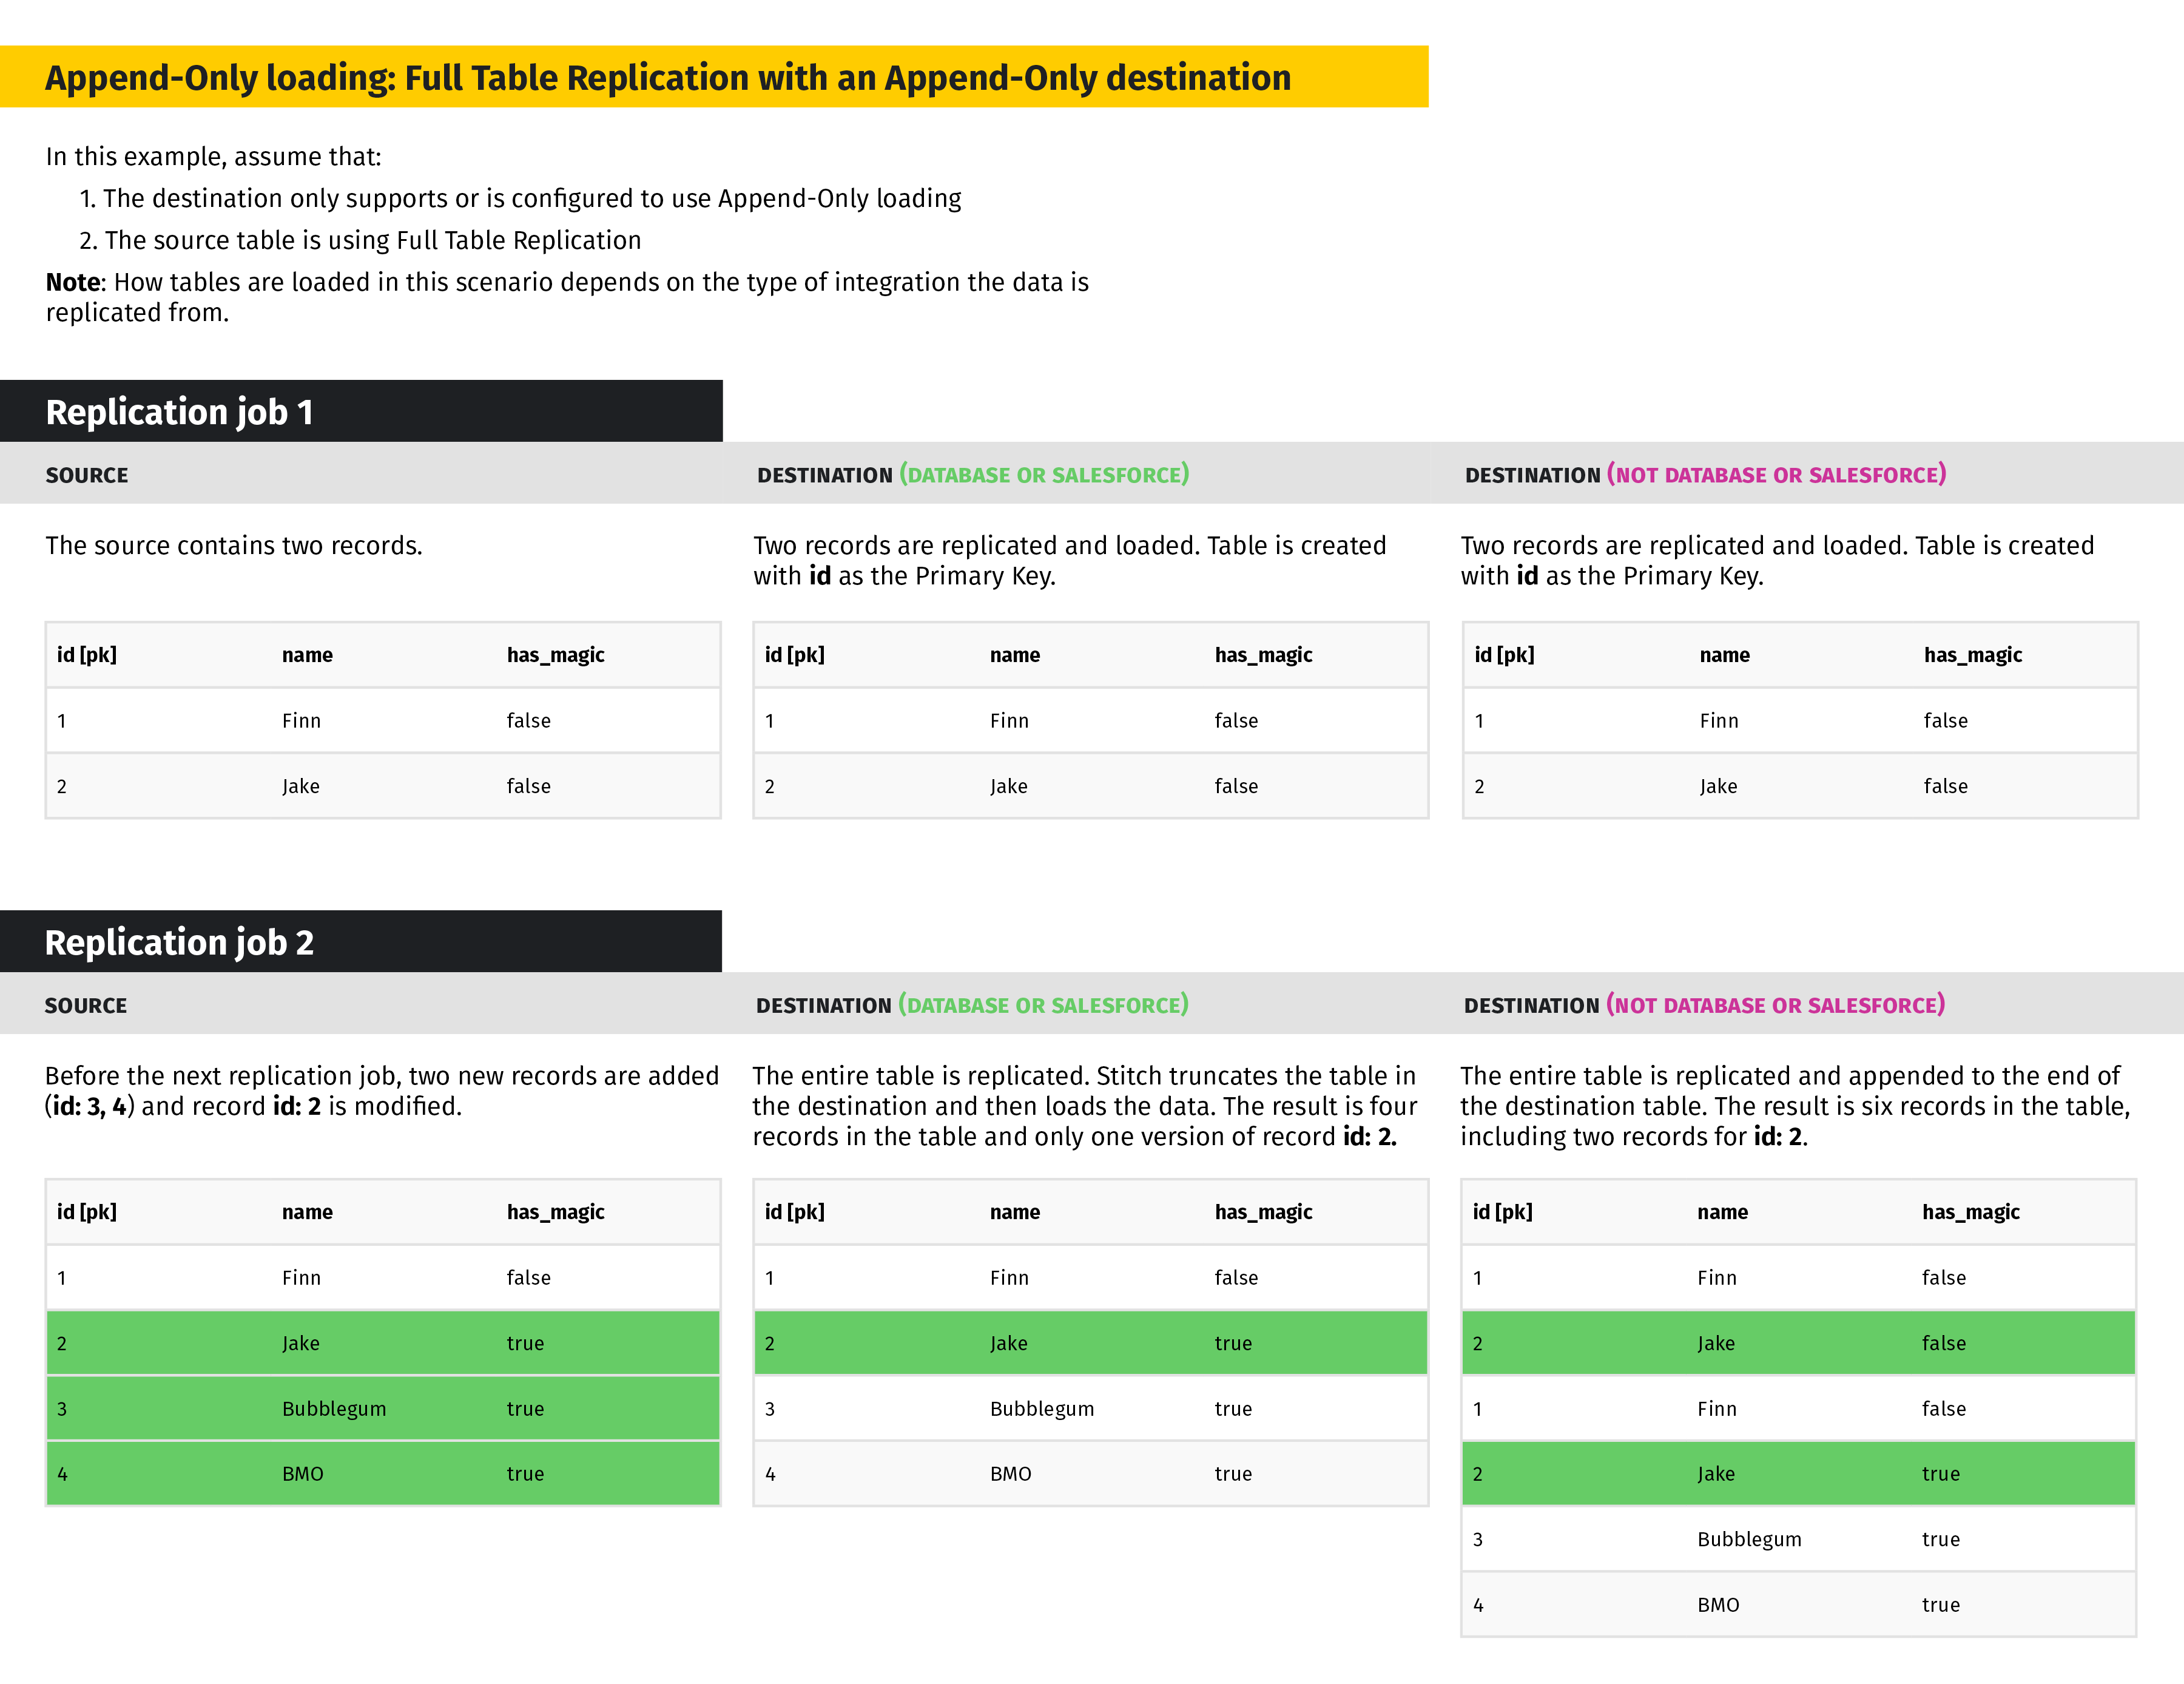 Append-Only loading: Full Table Replication with an Append-Only destination
In this example, assume that:
1. The destination only supports or is configured to use Append-Only loading
2. The source table is using Full Table Replication
Note: How tables are loaded in this scenario depends on the type of integration the data is
replicated from.
Replication job 1
SOURCE
The source contains two records.
id [pk] name has_magic
1 Finn false
2 Jake false
DESTINATION (DATABASE OR SALESFORCE)
Two records are replicated and loaded. Table is created
with id as the Primary Key.
id [pk] name has_magic
1 Finn false
2 Jake false
DESTINATION (NOT DATABASE OR SALESFORCE)
Two records are replicated and loaded. Table is created
with id as the Primary Key.
id [pk] name has_magic
1 Finn false
2 Jake false
Replication job 2
SOURCE
Before the next replication job, two new records are added
(id: 3, 4) and record id: 2 is modified.
id [pk] name has_magic
1 Finn false
2 Jake true
3 Bubblegum true
4 BMO true
DESTINATION (DATABASE OR SALESFORCE)
The entire table is replicated. Stitch truncates the table in
the destination and then loads the data. The result is four
records in the table and only one version of record id: 2.
id [pk] name has_magic
1 Finn false
2 Jake true
3 Bubblegum true
4 BMO true
DESTINATION (NOT DATABASE OR SALESFORCE)
The entire table is replicated and appended to the end of
the destination table. The result is six records in the table,
including two records for id: 2.
id [pk] name has_magic
1 Finn false
2 Jake false
1 Finn false
2 Jake true
3 Bubblegum true
4 BMO true